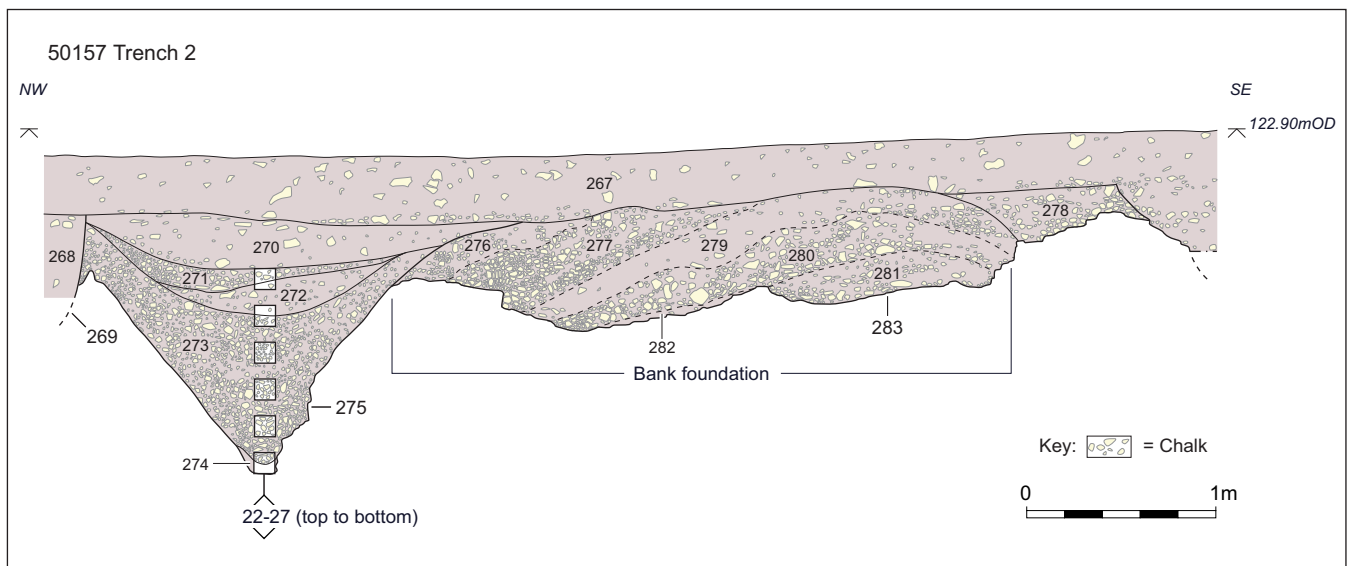 50157 Trench 2
NW
SE
122.90mOD
267
278
268
270
276
277
279
280
271
272
281
269
273
283
282
Bank foundation
275
Key: = Chalk
274
0 1m
22-27 (top to bottom)